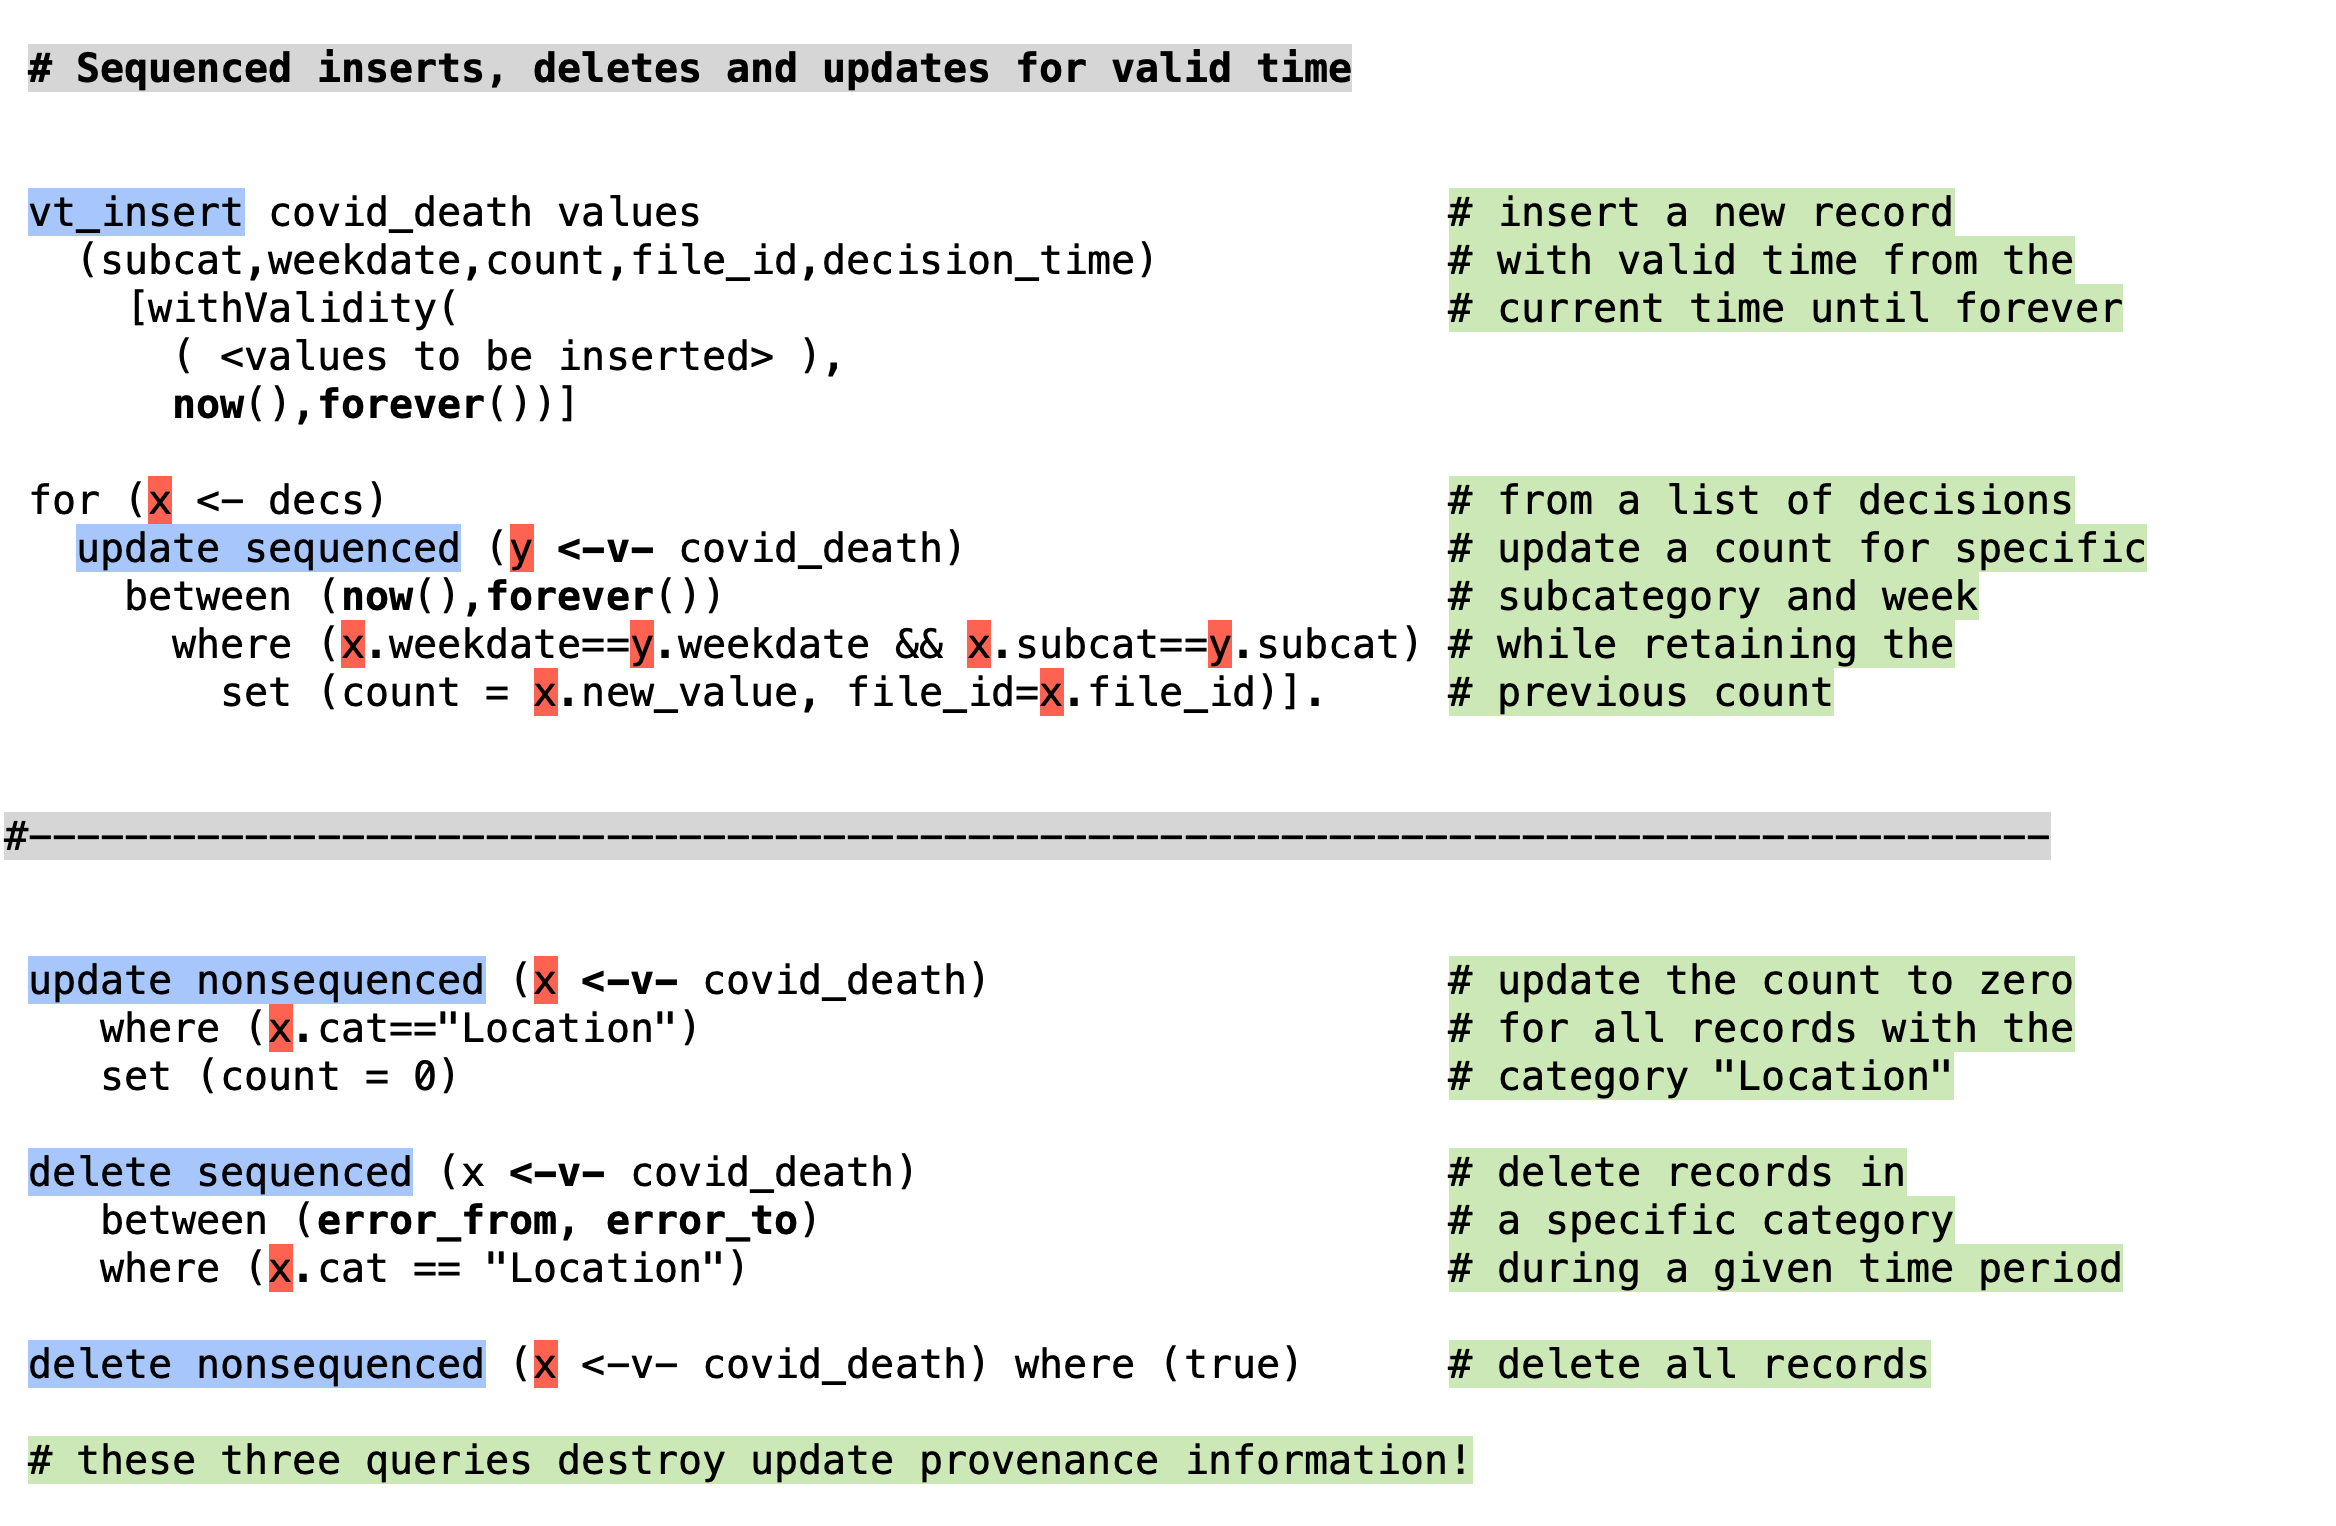 # Sequenced inserts, deletes and updates for valid time
vt_insert covid_death values # insert a new record
(subcat,weekdate,count,file_id,decision_time) # with valid time from the
[withValidity( # current time until forever
( <values to be inserted> ),
now(),forever())]
for (x <- decs) # from a list of decisions
update sequenced (y <-v- covid_death) # update a count for specific
between (now(),forever()) # subcategory and week
where (x.weekdate==y.weekdate && x.subcat==y.subcat) # while retaining the
set (count = x.new_value, file_id=x.file_id)]. # previous count
#------------------------------------------------------------------------------------
update nonsequenced (x <-v- covid_death) # update the count to zero
where (x.cat=="Location") # for all records with the
set (count = 0) # category "Location"
delete sequenced (x <-v- covid_death) # delete records in
between (error_from, error_to) # a specific category
where (x.cat == "Location") # during a given time period
delete nonsequenced (x <-v- covid_death) where (true) # delete all records
# these three queries destroy update provenance information!